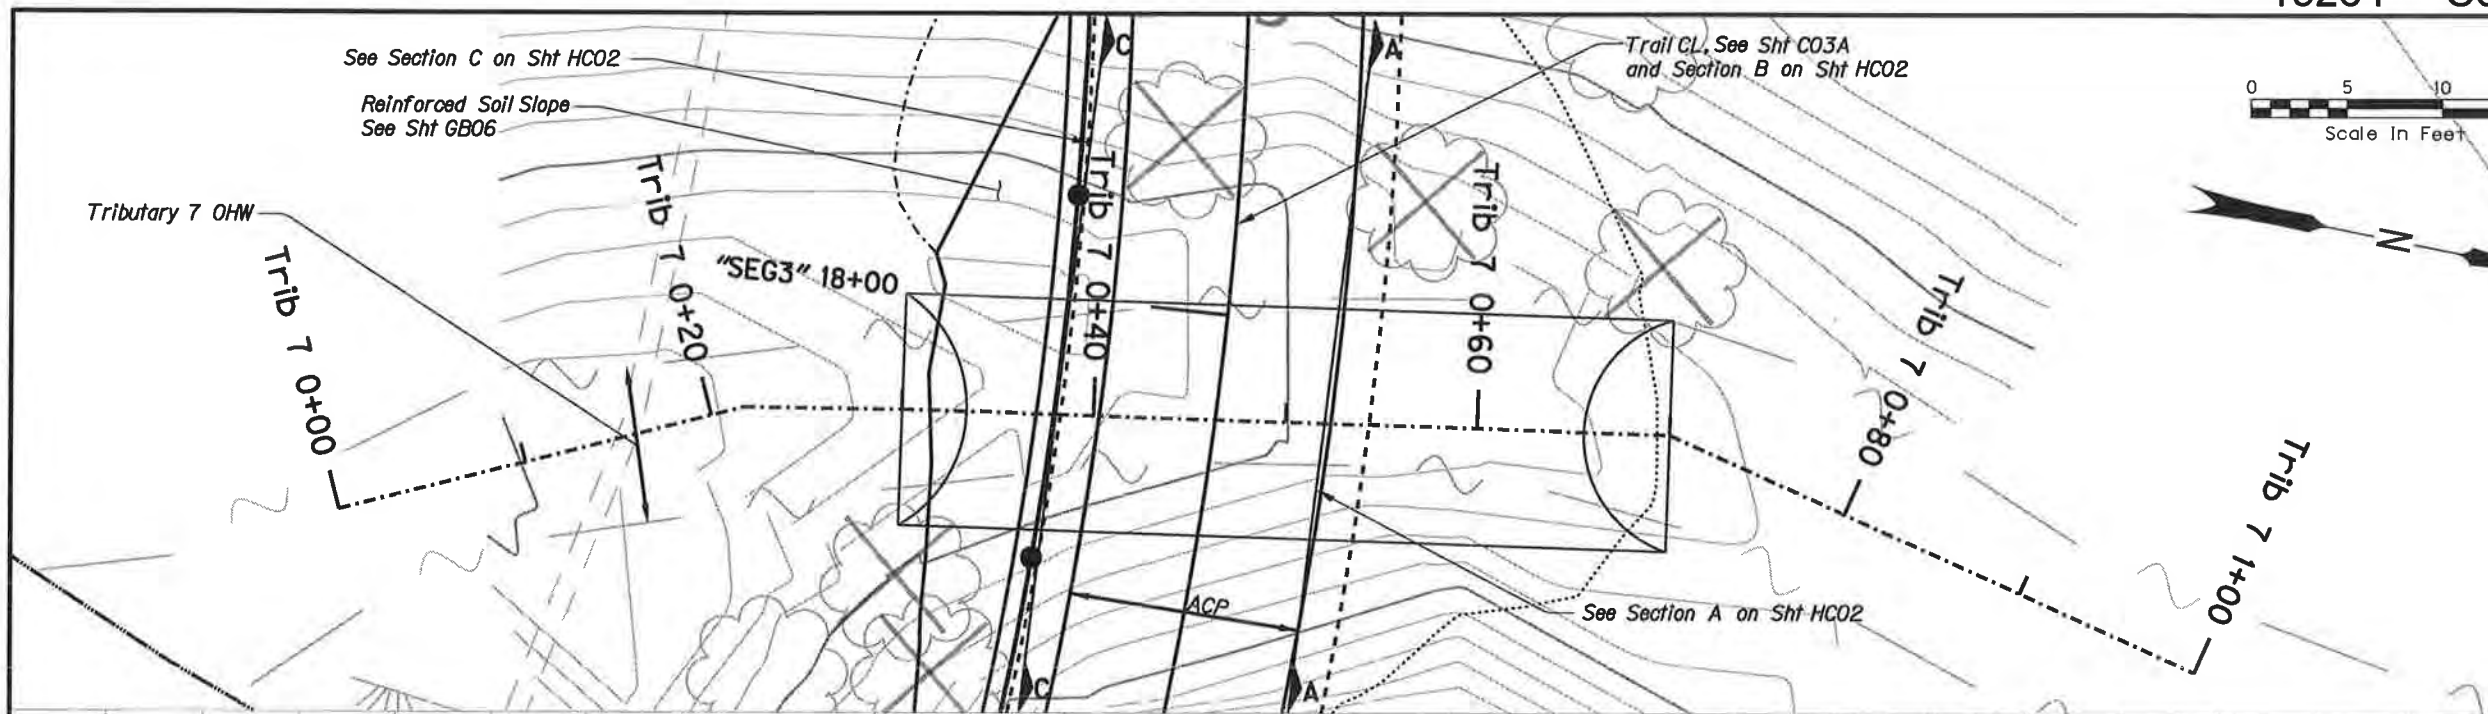 See Section C on Sht HC02
Reinforced Soil Slope
See Sht GB06
Tributary 7 OHW
Trib 7 0+00
Trib 7 0+20
"SEG3" 18+00
C
Trib 7 0+40
A
Trail CL, See Sht C03A
and Section B on Sht HC02
Trib 7 0+60
Trib 7 0+80
Trib 7 1+00
0 5 10
Scale In Feet
N
ACP
See Section A on Sht HC02
C
A